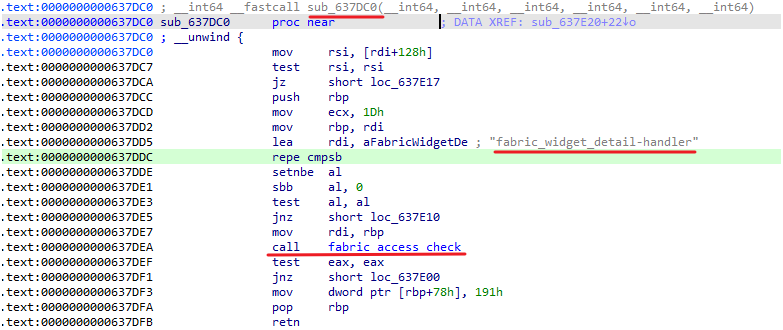 .text:0000000000637DC0 ; __int64 __fastcall sub_637DC0(__int64, __int64, __int64, __int64, __int64, __int64)
.text:0000000000637DC0 sub_637DC0 proc near ; DATA XREF: sub_637E20+22↓o
.text:0000000000637DC0 ; __unwind {
.text:0000000000637DC0 mov rsi, [rdi+128h]
.text:0000000000637DC7 test rsi, rsi
.text:0000000000637DCA jz short loc_637E17
.text:0000000000637DCC push rbp
.text:0000000000637DCD mov ecx, 1Dh
.text:0000000000637DD2 mov rbp, rdi
.text:0000000000637DD5 lea rdi, aFabricWidgetDe ; "fabric_widget_detail-handler"
.text:0000000000637DDC repe cmpsb
.text:0000000000637DDE setnbe al
.text:0000000000637DE1 sbb al, 0
.text:0000000000637DE3 test al, al
.text:0000000000637DE5 jnz short loc_637E10
.text:0000000000637DE7 mov rdi, rbp
.text:0000000000637DEA call fabric_access_check
.text:0000000000637DEF test eax, eax
.text:0000000000637DF1 jnz short loc_637E00
.text:0000000000637DF3 mov dword ptr [rbp+78h], 191h
.text:0000000000637DFA pop rbp
.text:0000000000637DFB retn